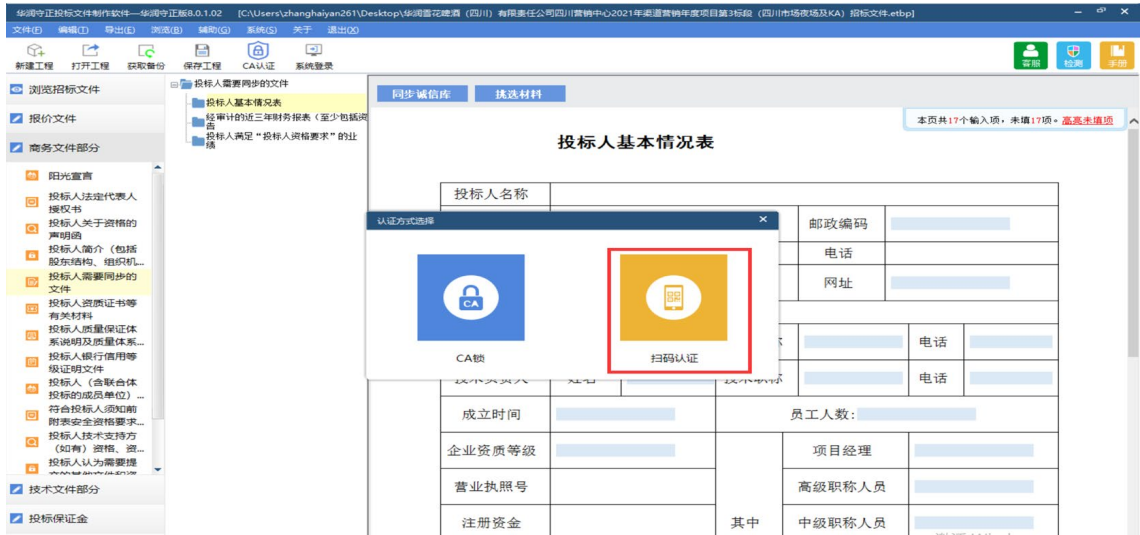 华润守正投标文件制作软件—华润守正版8.0.1.02 [C:\Users\zhanghaiyan261\Desktop\华润雪花啤酒（四川）有限责任公司四川营销中心2021年渠道营销年度项目第3标段（四川市场夜场及KA）招标文件.etbp]
文件(F) 编辑(T) 导出(E) 浏览(B) 辅助(G) 系统(S) 关于 退出(X)
新建工程 打开工程 获取备份 保存工程 CA认证 系统登录 客服 检测 手册
浏览招标文件
报价文件
商务文件部分
阳光宣言
投标人法定代表人
授权书
投标人关于资格的
声明函
投标人简介（包括
股东结构、组织机...
投标人需要同步的
文件
投标人资质证书等
有关材料
投标人质量保证体
系说明及质量体系...
投标人银行信用等
级证明文件
投标人（含联合体
投标的成员单位）...
符合投标人须知前
附表安全资格要求...
投标人技术支持方
（如有）资格、资...
投标人认为需要提
技术文件部分
投标保证金
投标人需要同步的文件
投标人基本情况表
经审计的近三年财务报表（至少包括资
告
投标人满足“投标人资格要求”的业
绩
同步诚信库 挑选材料
本页共17个输入项，未填17项。高亮未填项
投标人基本情况表
投标人名称
邮政编码
电话
网址
电话
技术负责人 姓名 技术职称 电话
成立时间 员工人数：
企业资质等级 项目经理
营业执照号 高级职称人员
注册资金 其中 中级职称人员
认证方式选择 ×
CA
CA锁 扫码认证